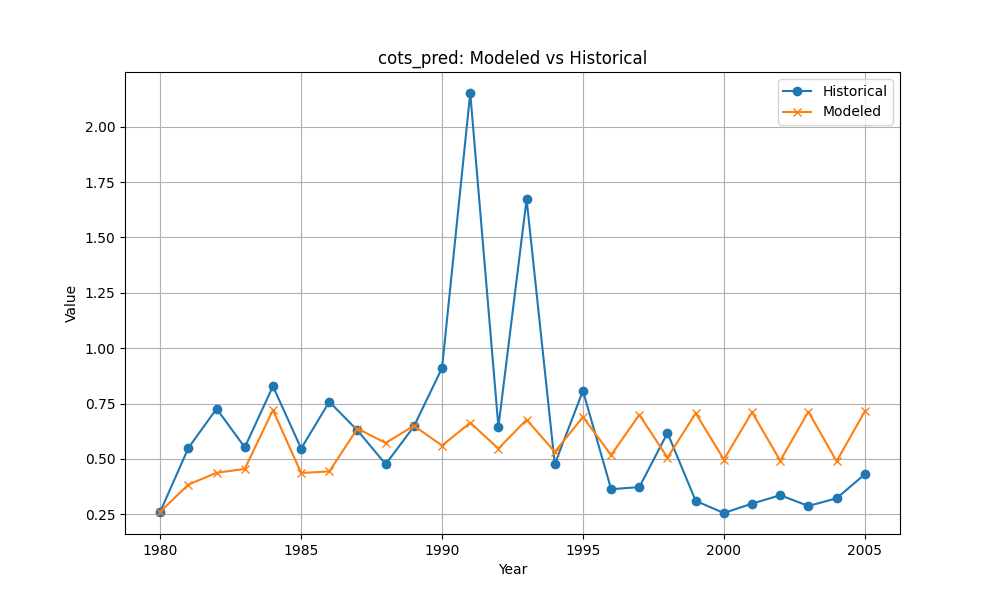 cots_pred: Modeled vs Historical
Historical
Modeled
Value
2.00
1.75
1.50
1.25
1.00
0.75
0.50
0.25
1980 1985 1990 1995 2000 2005
Year